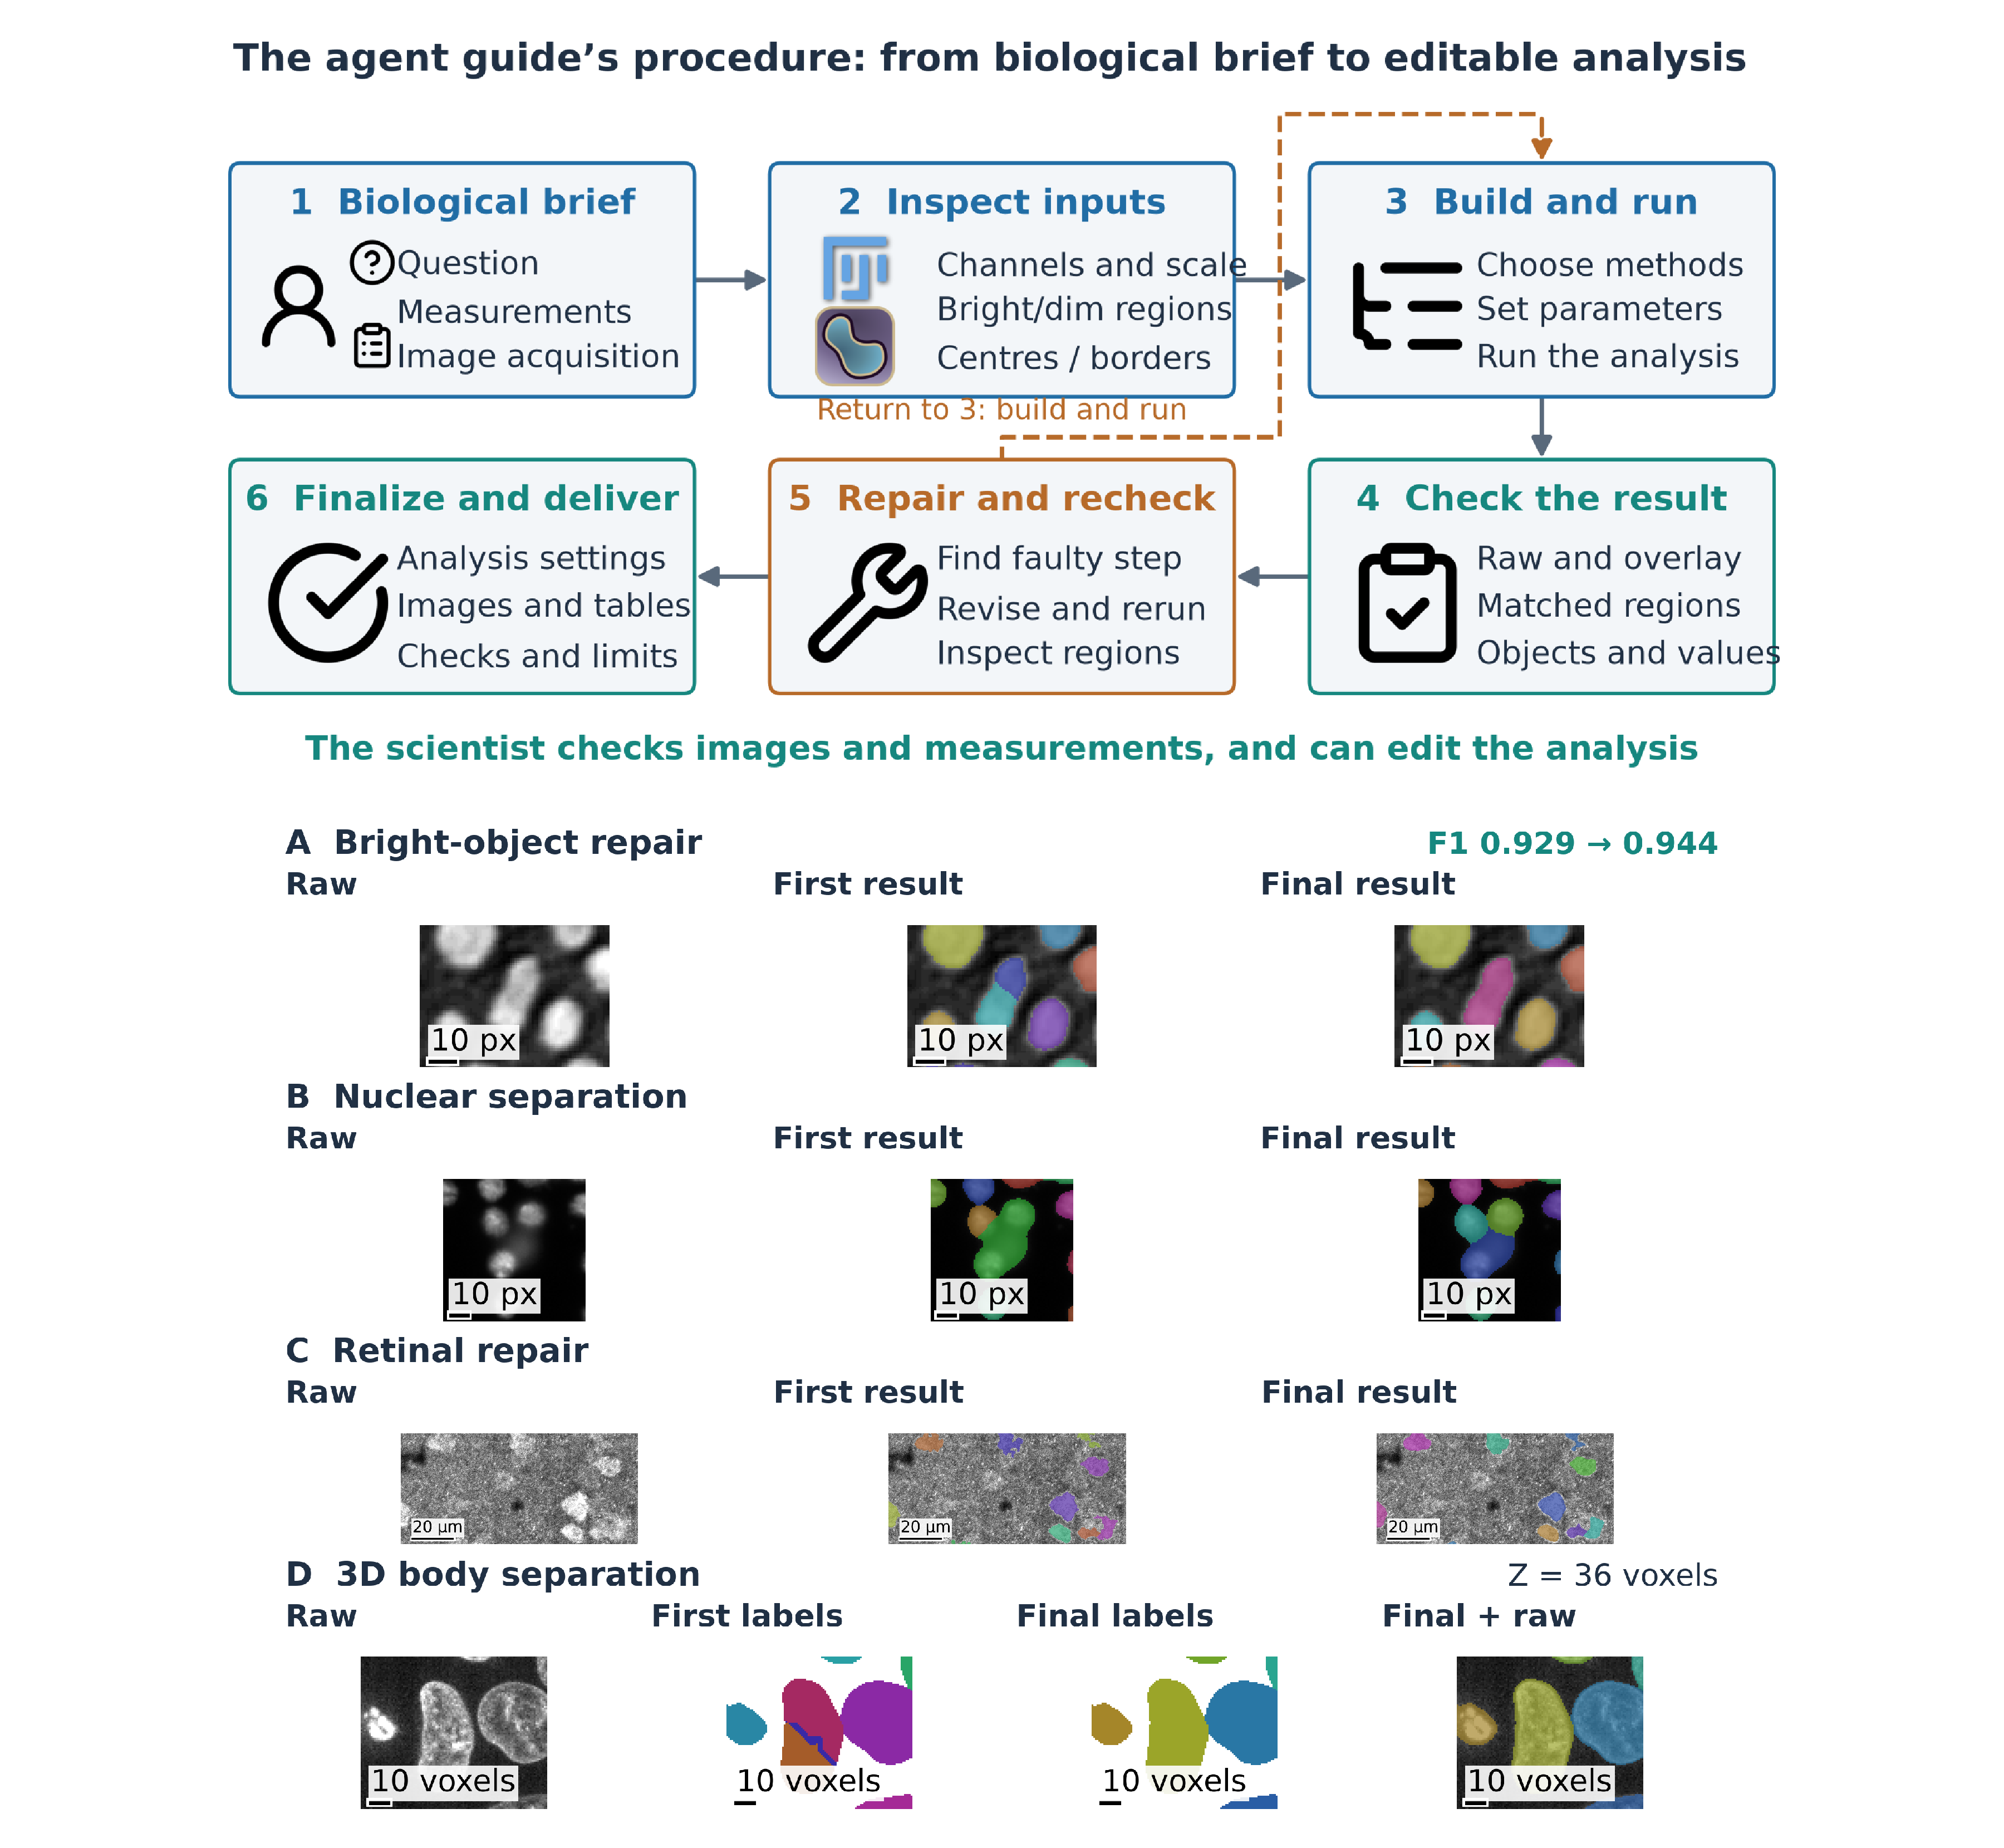 The agent guide’s procedure: from biological brief to editable analysis
1 Biological brief
Question
Measurements
Image acquisition
2 Inspect inputs
Channels and scale
Bright/dim regions
Centres / borders
3 Build and run
Choose methods
Set parameters
Run the analysis
Return to 3: build and run
6 Finalize and deliver
Analysis settings
Images and tables
Checks and limits
5 Repair and recheck
Find faulty step
Revise and rerun
Inspect regions
4 Check the result
Raw and overlay
Matched regions
Objects and values
The scientist checks images and measurements, and can edit the analysis
A Bright-object repair
F1 0.929 → 0.944
Raw
First result
Final result
10 px
10 px
10 px
B Nuclear separation
Raw
First result
Final result
10 px
10 px
10 px
C Retinal repair
Raw
First result
Final result
20 µm
20 µm
20 µm
D 3D body separation
Z = 36 voxels
Raw
First labels
Final labels
Final + raw
10 voxels
10 voxels
10 voxels
10 voxels